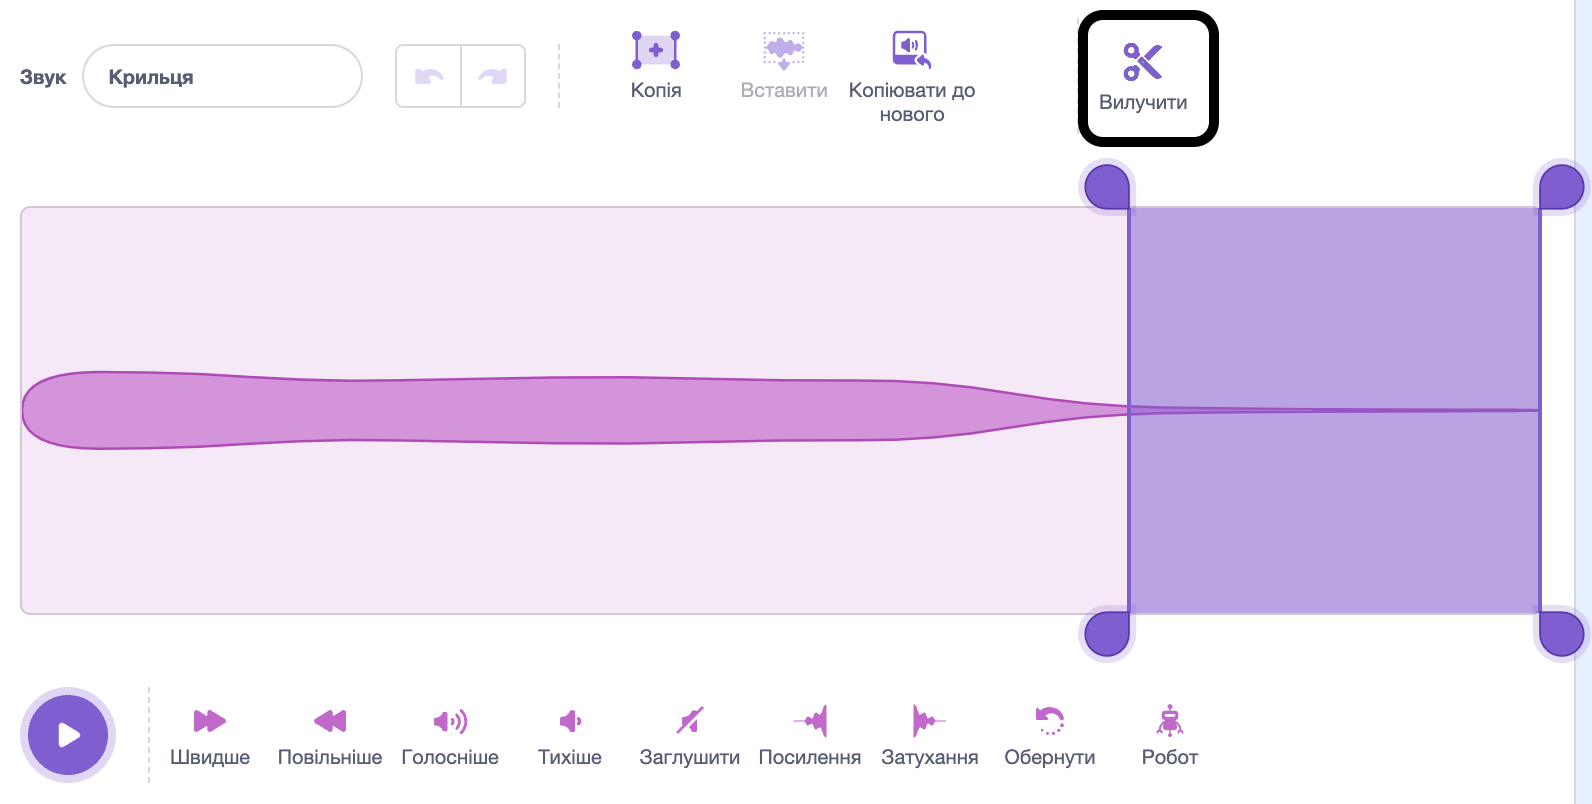 Звук
Крильця
Копія
Вставити
Копіювати до
нового
Вилучити
Швидше
Повільніше
Голосніше
Тихіше
Заглушити
Посилення
Затухання
Обернути
Робот